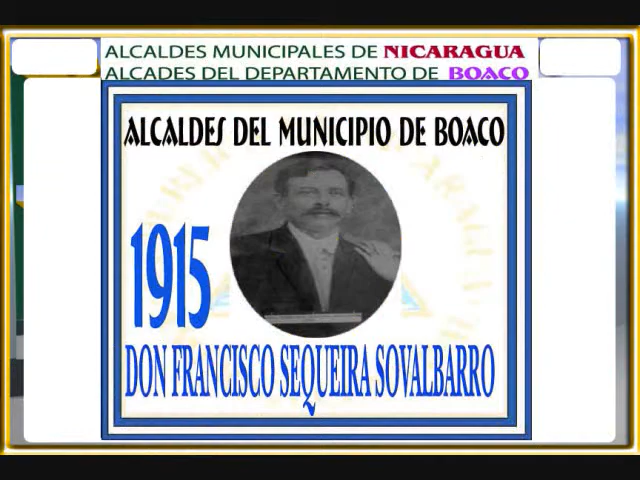 ALCALDES MUNICIPALES DE NICARAGUA
ALCADES DEL DEPARTAMENTO DE BOACO
ALCALDES DEL MUNICIPIO DE BOACO
1915
DON FRANCISCO SEQUEIRA SOVALBARRO